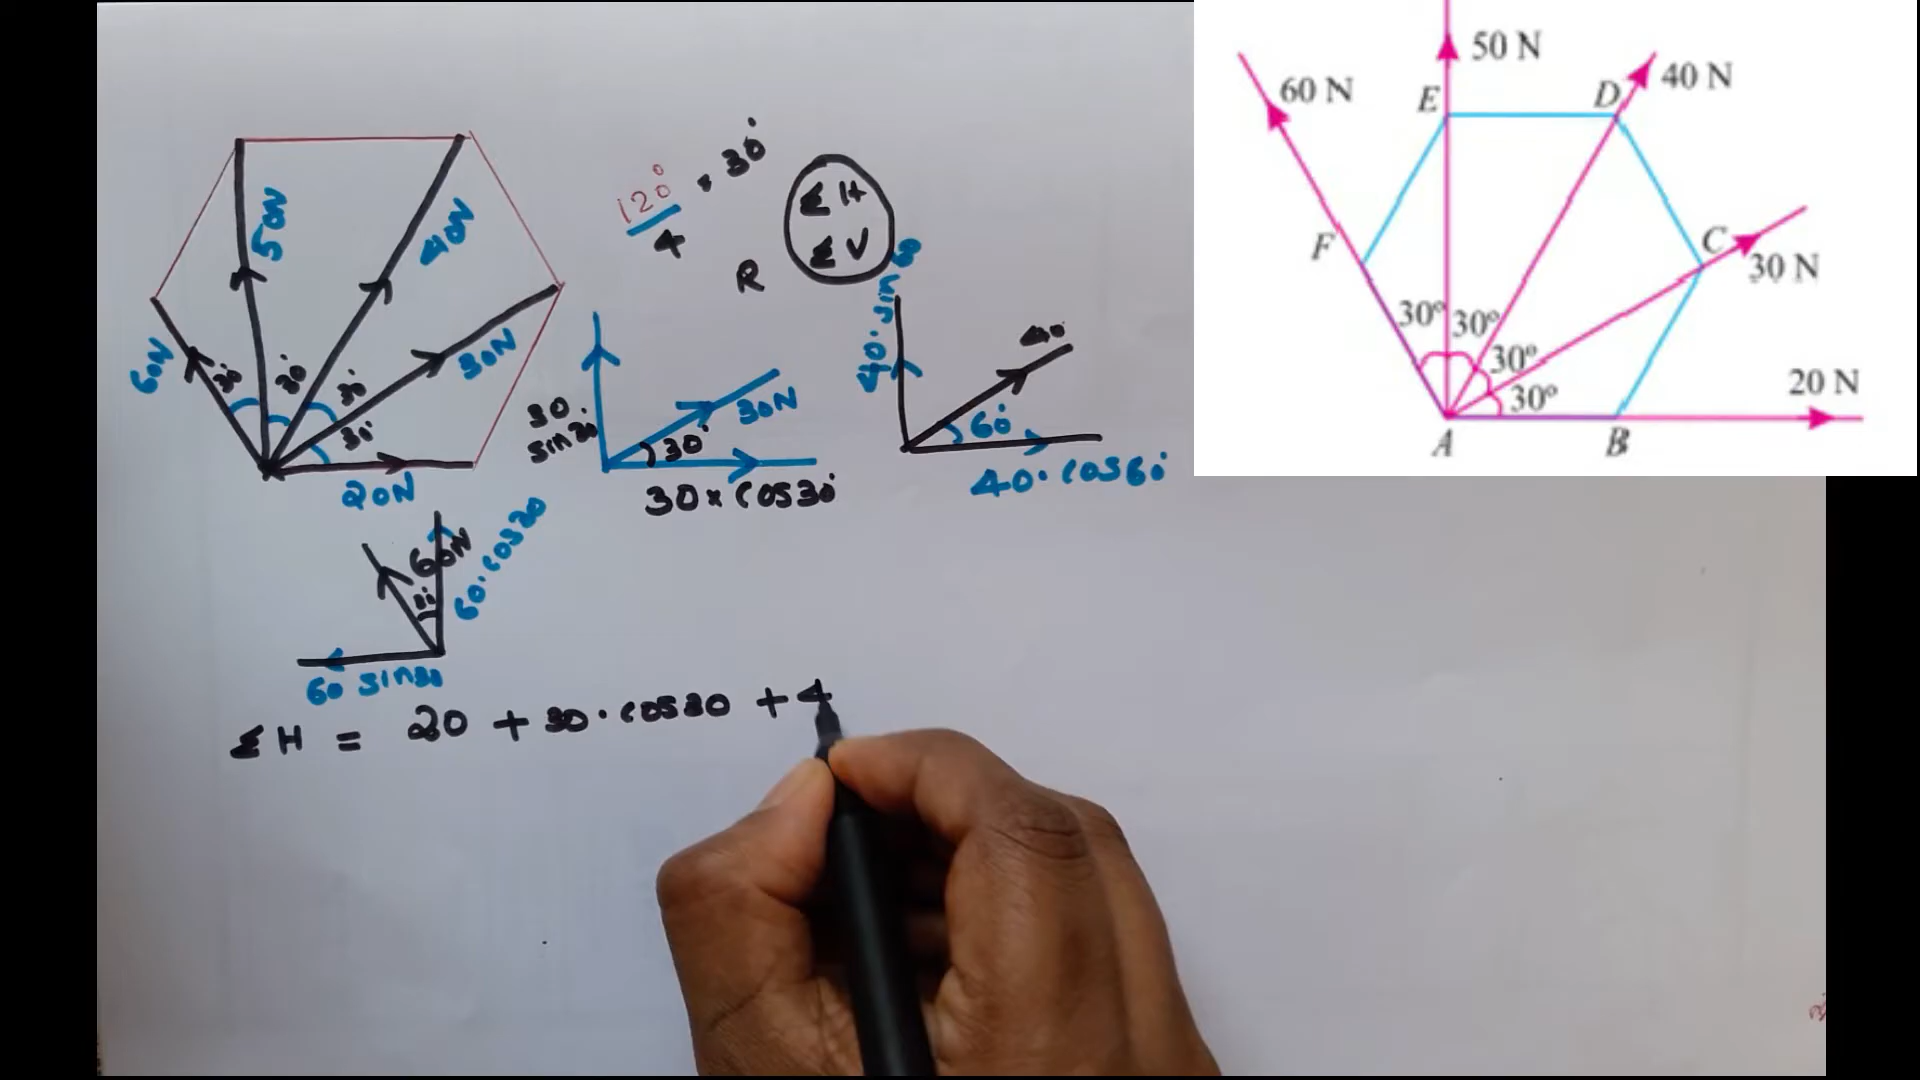 50N
40N
60N
30N
20N
30°
30°
30°
30°
120°
4
= 30°
R
ΣH
ΣV
30
sin30°
30N
30°
30×cos30°
40·sin60
40
60°
40·cos60°
60N
30
60·cos30
60 sin30
ΣH = 20 + 30·cos30 + 4
50 N
60 N
40 N
E
D
F
C
30 N
30°
30°
30°
30°
20 N
A
B